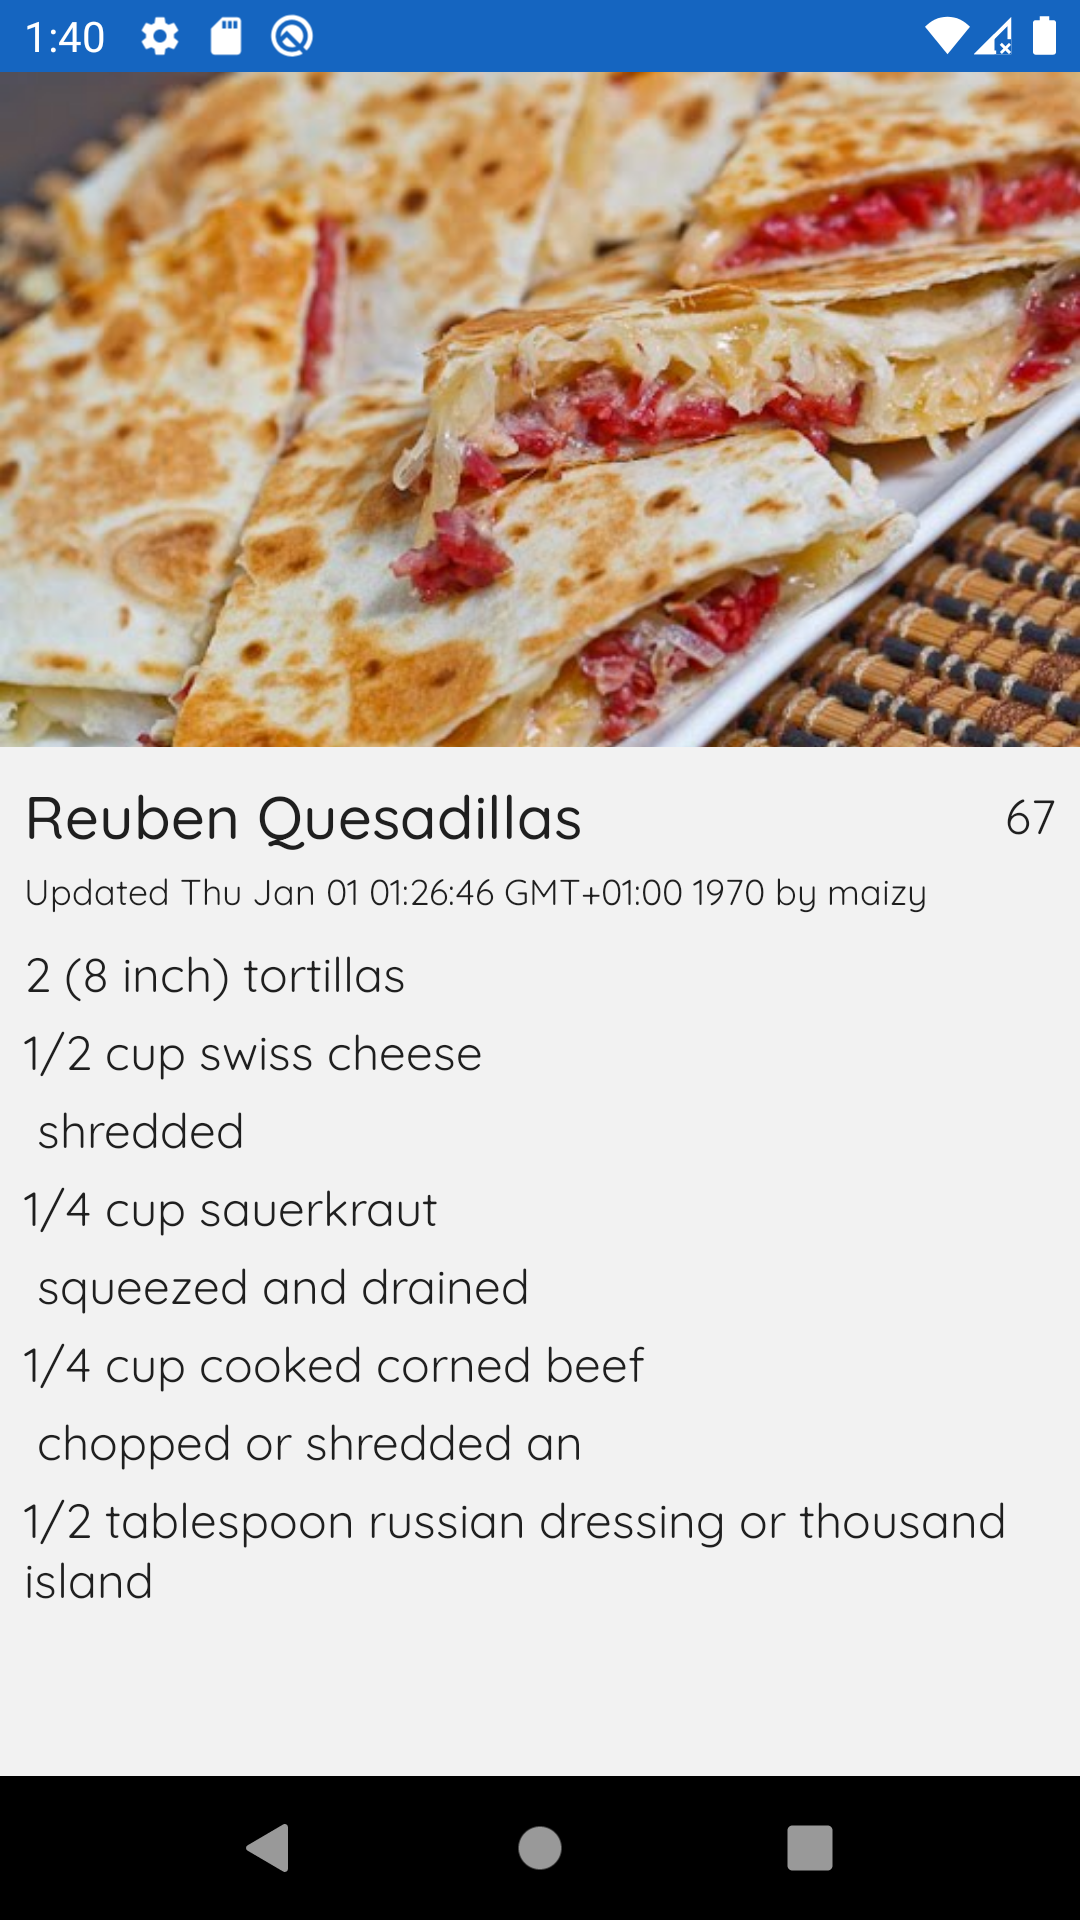 1:40
Reuben Quesadillas 67
Updated Thu Jan 01 01:26:46 GMT+01:00 1970 by maizy
2 (8 inch) tortillas
1/2 cup swiss cheese
shredded
1/4 cup sauerkraut
squeezed and drained
1/4 cup cooked corned beef
chopped or shredded an
1/2 tablespoon russian dressing or thousand
island